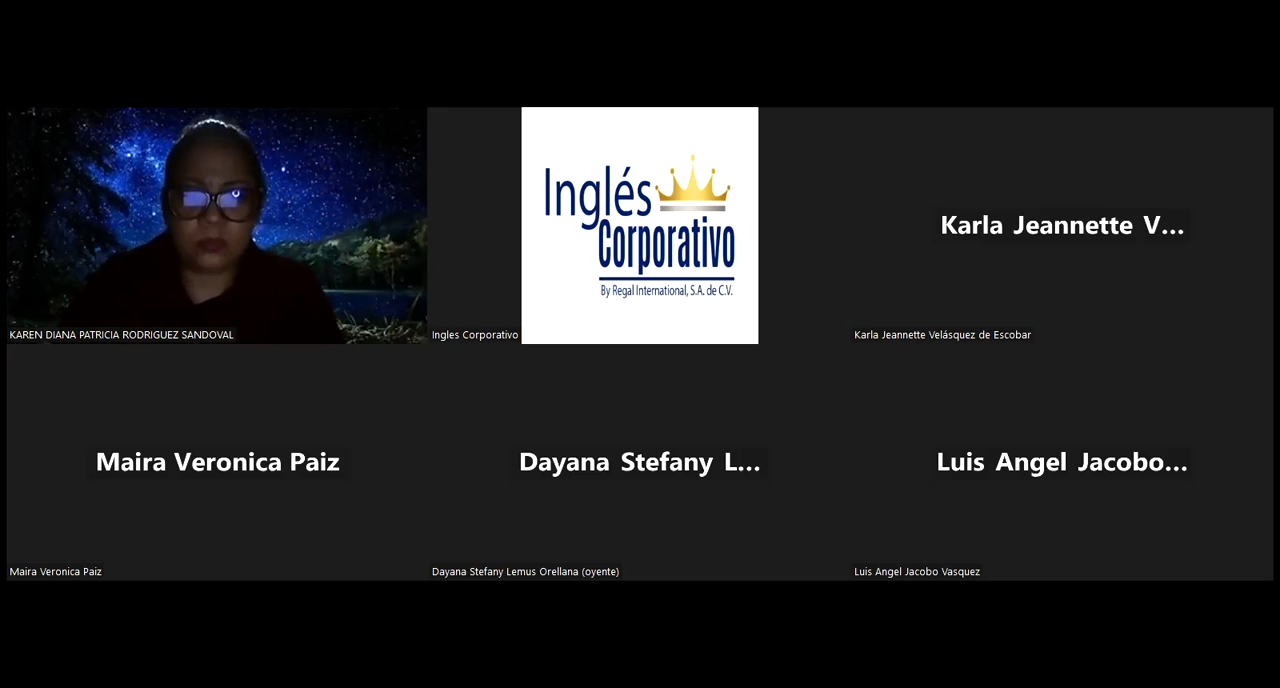 KAREN DIANA PATRICIA RODRIGUEZ SANDOVAL
Inglés
Corporativo
By Regal International, S.A. de C.V.
Ingles Corporativo
Karla Jeannette V...
Karla Jeannette Velásquez de Escobar
Maira Veronica Paiz
Maira Veronica Paiz
Dayana Stefany L...
Dayana Stefany Lemus Orellana (oyente)
Luis Angel Jacobo...
Luis Angel Jacobo Vasquez